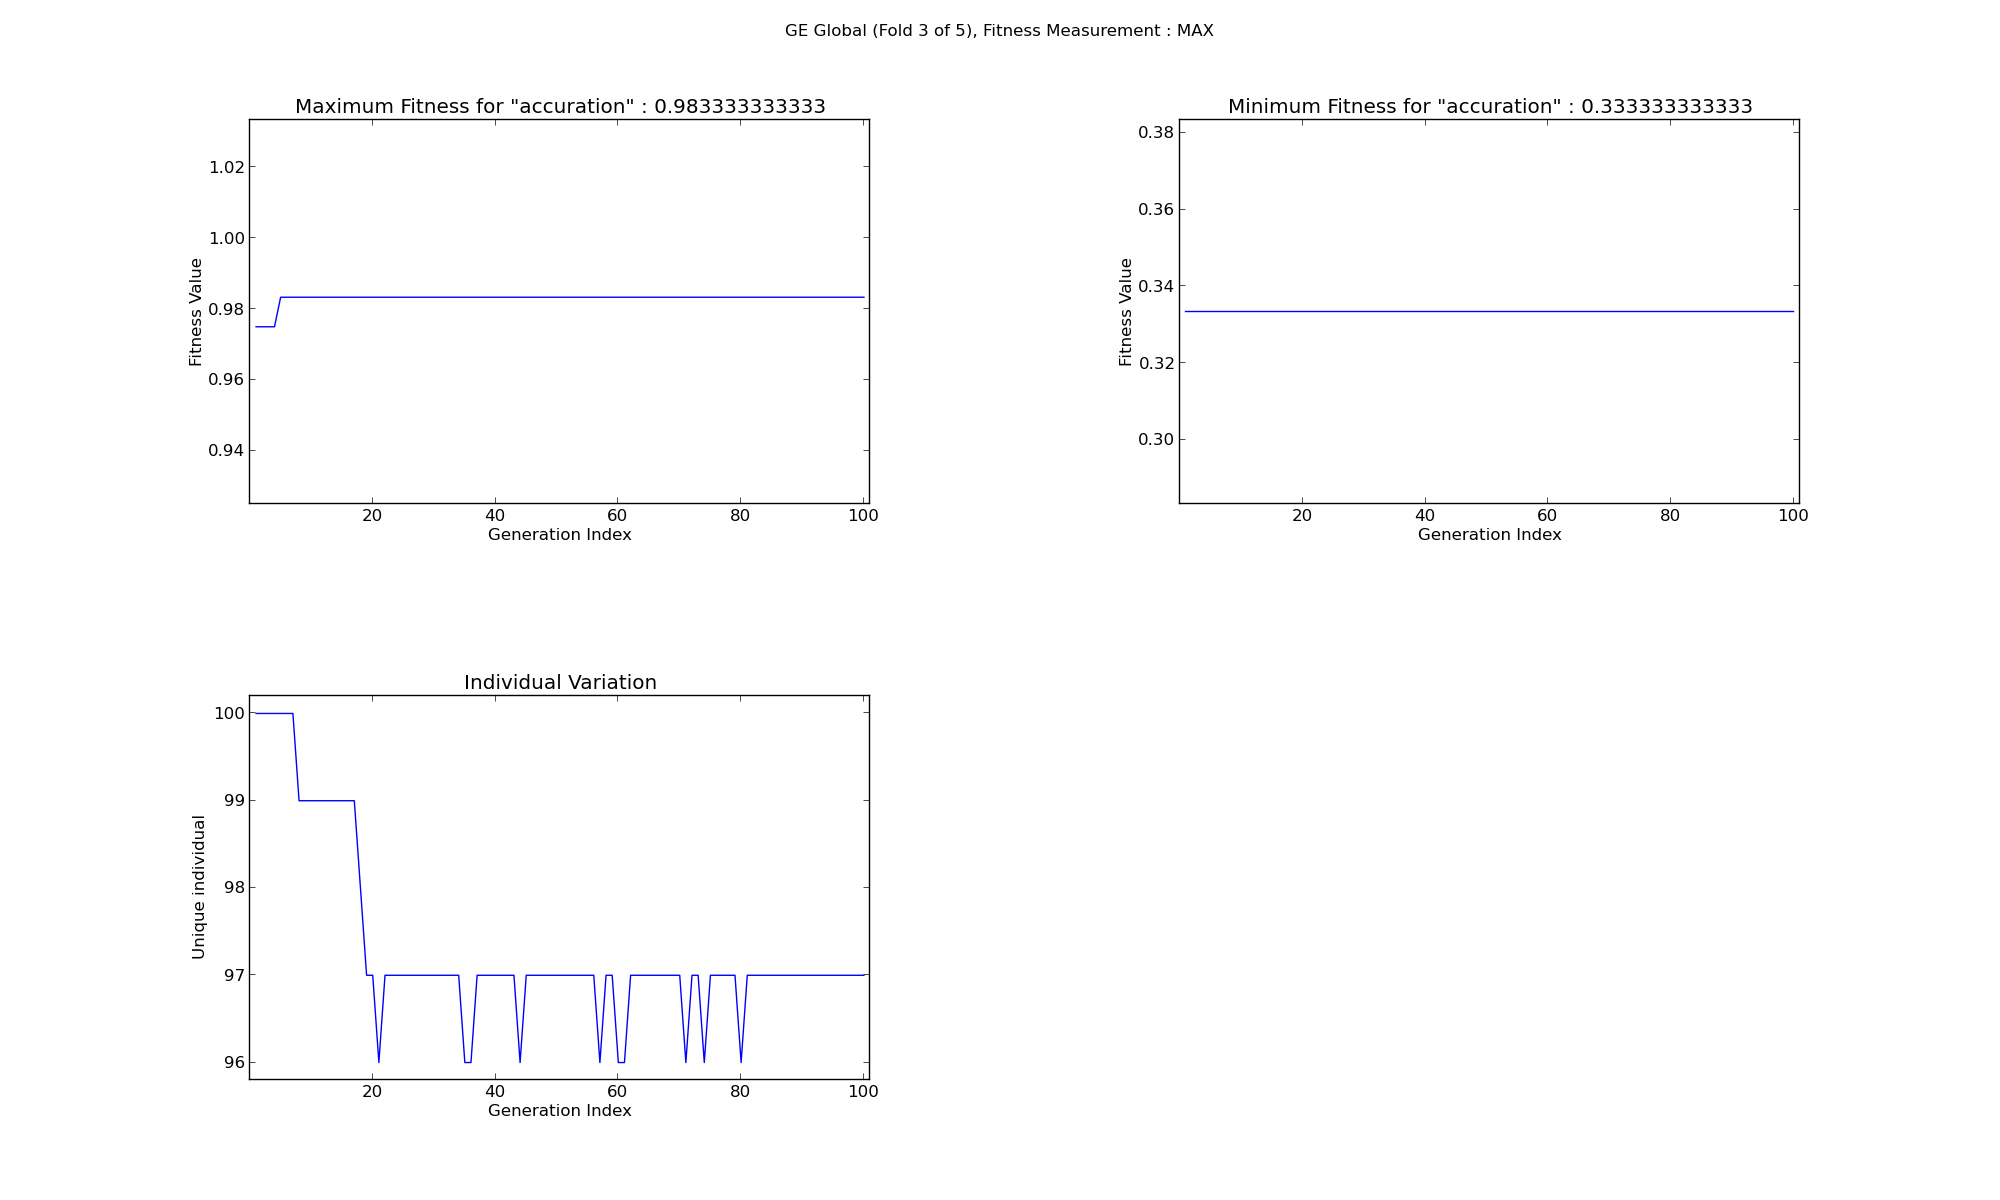 GE Global (Fold 3 of 5), Fitness Measurement : MAX
Maximum Fitness for "accuration" : 0.983333333333
1.02
1.00
0.98
0.96
0.94
Fitness Value
20 40 60 80 100
Generation Index
Minimum Fitness for "accuration" : 0.333333333333
0.38
0.36
0.34
0.32
0.30
Fitness Value
20 40 60 80 100
Generation Index
Individual Variation
100
99
98
97
96
Unique individual
20 40 60 80 100
Generation Index